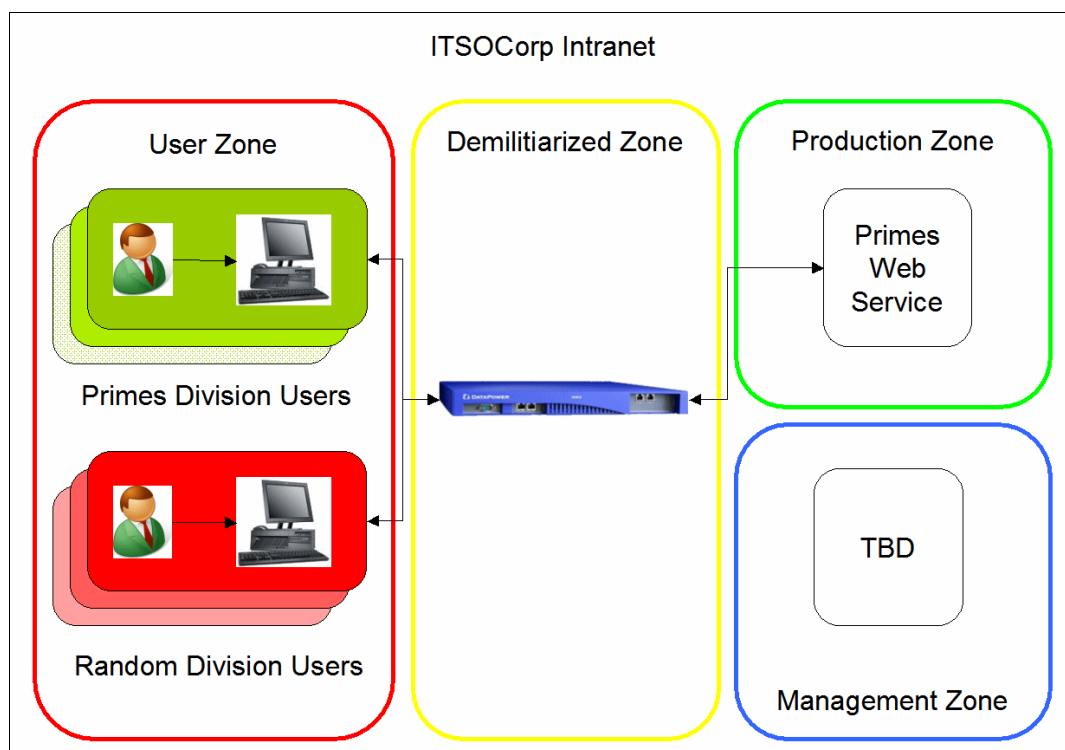 ITSOCorp Intranet
User Zone
Primes Division Users
Random Division Users
Demilitiarized Zone
DATAPOWER
Production Zone
Primes
Web
Service
TBD
Management Zone